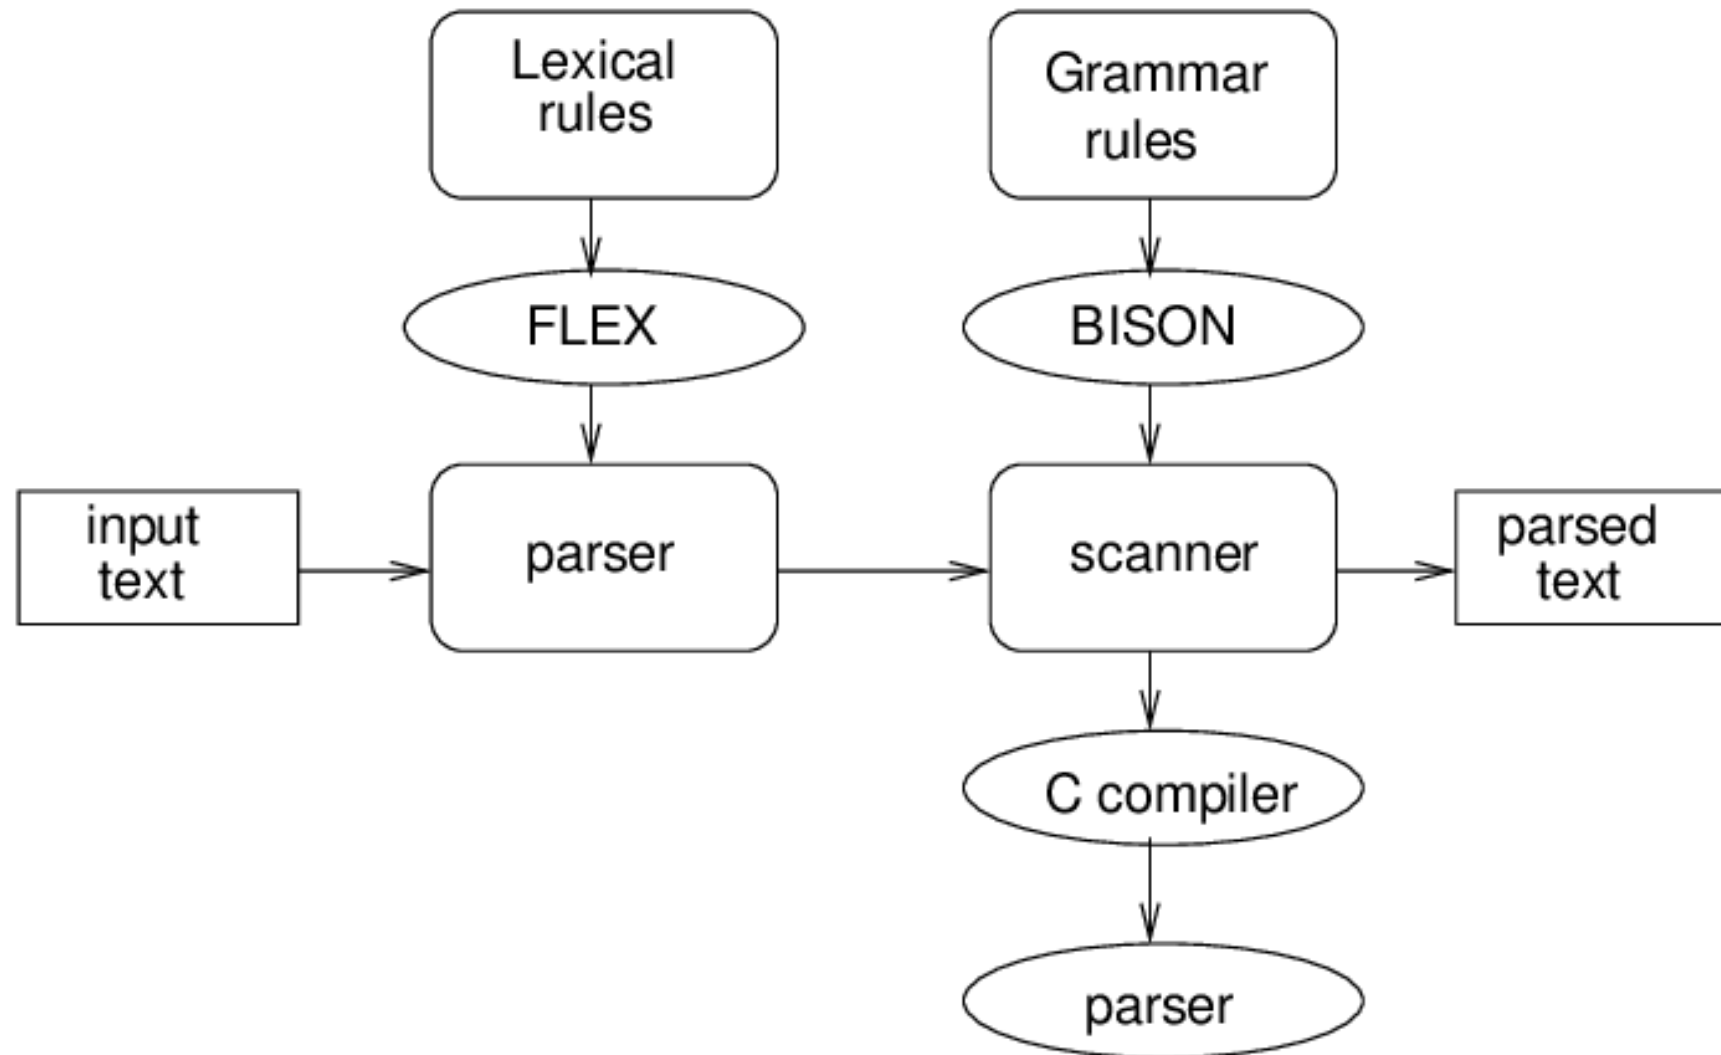 Lexical
rules
Grammar
rules
FLEX
BISON
input
text
parser
scanner
parsed
text
C compiler
parser